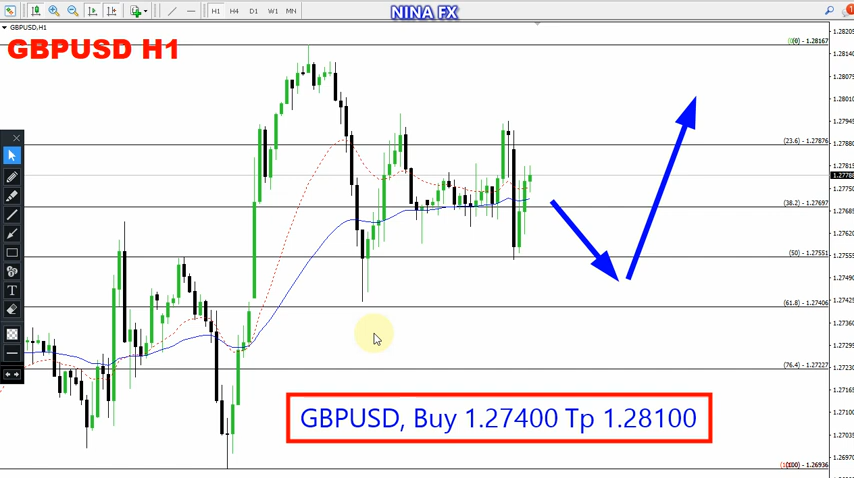 H1 H4 D1 W1 MN
NINA FX
GBPUSD,H1
GBPUSD H1
1.28205
(0) - 1.28167
1.28140
1.28075
1.28010
1.27945
1.27880
(23.6) - 1.27876
1.27815
1.27788
1.27750
(38.2) - 1.27697
1.27685
1.27620
(50) - 1.27551
1.27555
1.27490
1.27425
(61.8) - 1.27406
1.27360
1.27295
(76.4) - 1.27227
1.27230
1.27165
1.27100
GBPUSD, Buy 1.27400 Tp 1.28100
1.27035
1.26970
(100) - 1.26936
T